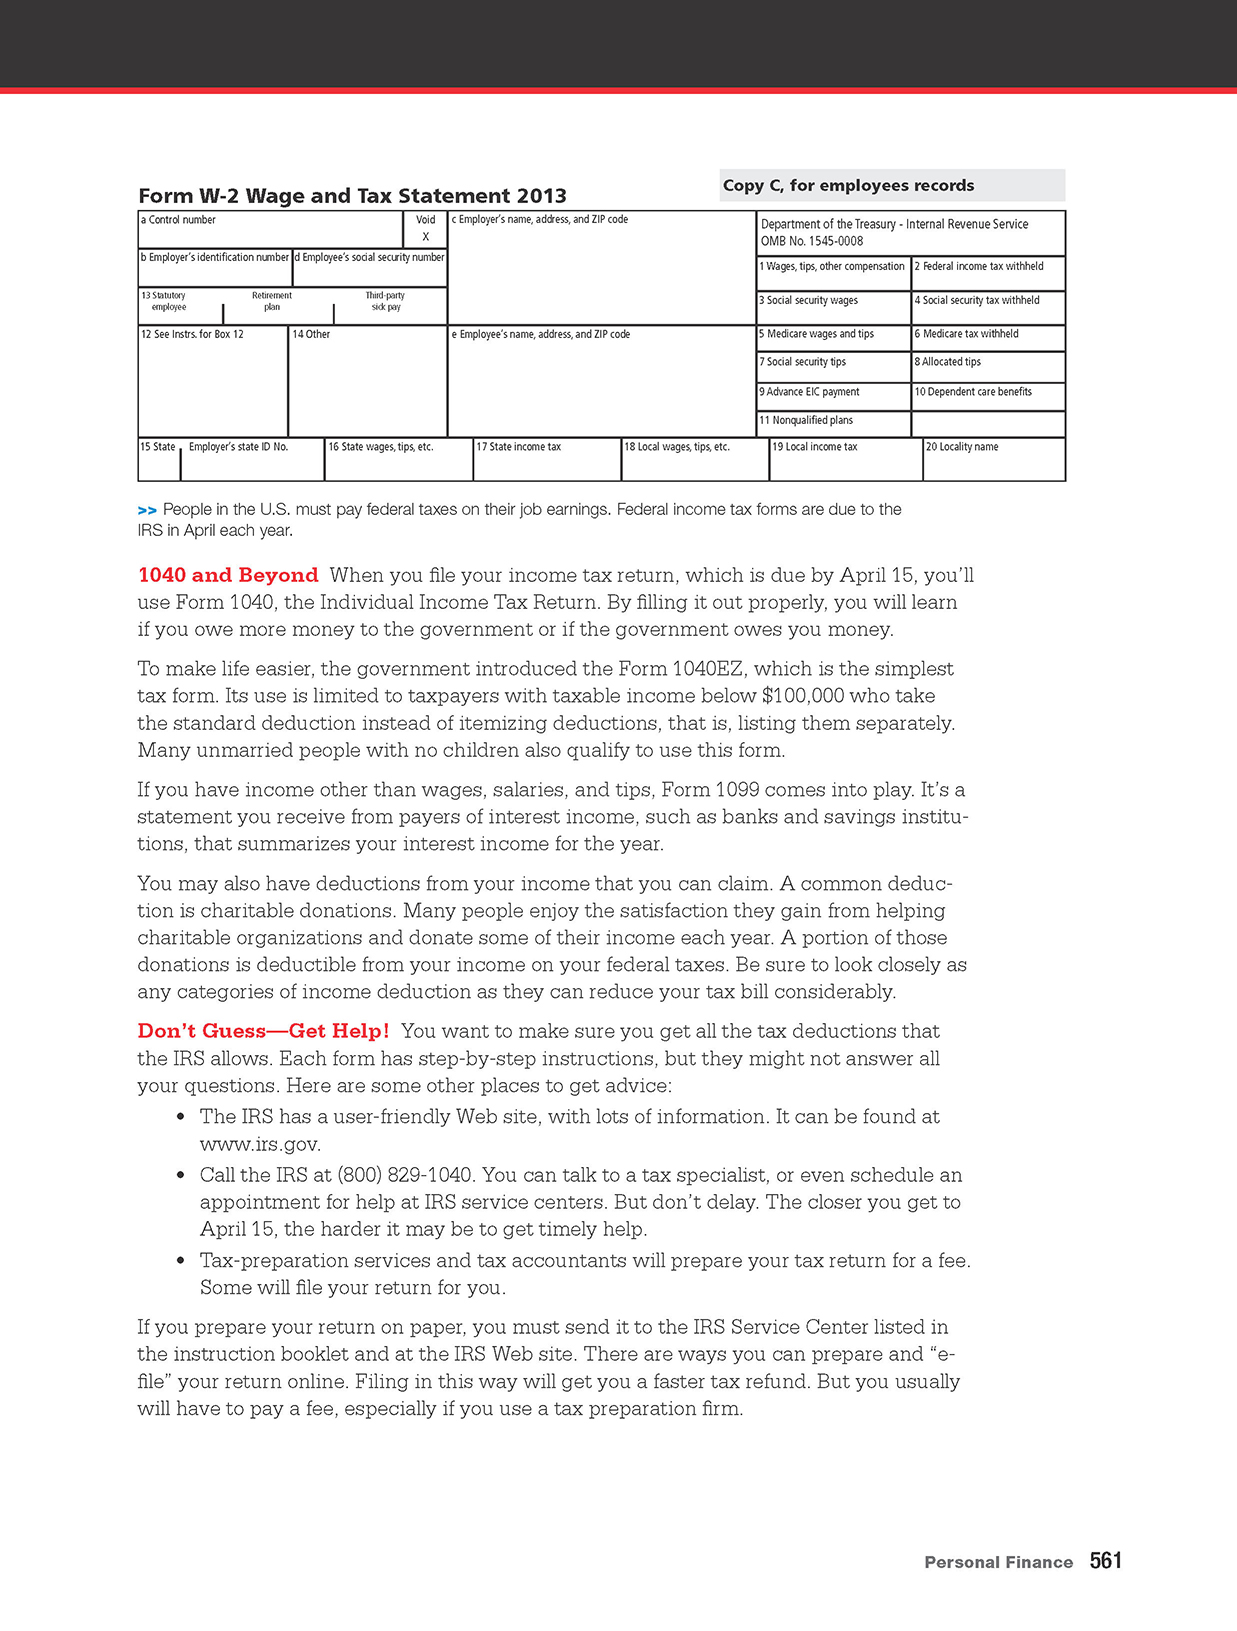 Form W-2 Wage and Tax Statement 2013
Copy C, for employees records
a Control number
Void
X
c Employer's name, address, and ZIP code
Department of the Treasury - Internal Revenue Service
OMB No. 1545-0008
b Employer's identification number
d Employee's social security number
1 Wages, tips, other compensation
2 Federal income tax withheld
13 Statutory
employee
Retirement
plan
Third-party
sick pay
3 Social security wages
4 Social security tax withheld
12 See Instrs. for Box 12
14 Other
e Employee's name, address, and ZIP code
5 Medicare wages and tips
6 Medicare tax withheld
7 Social security tips
8 Allocated tips
9 Advance EIC payment
10 Dependent care benefits
11 Nonqualified plans
15 State
Employer's state ID No.
16 State wages, tips, etc.
17 State income tax
18 Local wages, tips, etc.
19 Local income tax
20 Locality name
>> People in the U.S. must pay federal taxes on their job earnings. Federal income tax forms are due to the
IRS in April each year.
1040 and Beyond When you file your income tax return, which is due by April 15, you'll
use Form 1040, the Individual Income Tax Return. By filling it out properly, you will learn
if you owe more money to the government or if the government owes you money.
To make life easier, the government introduced the Form 1040EZ, which is the simplest
tax form. Its use is limited to taxpayers with taxable income below $100,000 who take
the standard deduction instead of itemizing deductions, that is, listing them separately.
Many unmarried people with no children also qualify to use this form.
If you have income other than wages, salaries, and tips, Form 1099 comes into play. It's a
statement you receive from payers of interest income, such as banks and savings institu-
tions, that summarizes your interest income for the year.
You may also have deductions from your income that you can claim. A common deduc-
tion is charitable donations. Many people enjoy the satisfaction they gain from helping
charitable organizations and donate some of their income each year. A portion of those
donations is deductible from your income on your federal taxes. Be sure to look closely as
any categories of income deduction as they can reduce your tax bill considerably.
Don't Guess—Get Help! You want to make sure you get all the tax deductions that
the IRS allows. Each form has step-by-step instructions, but they might not answer all
your questions. Here are some other places to get advice:
• The IRS has a user-friendly Web site, with lots of information. It can be found at
www.irs.gov.
• Call the IRS at (800) 829-1040. You can talk to a tax specialist, or even schedule an
appointment for help at IRS service centers. But don't delay. The closer you get to
April 15, the harder it may be to get timely help.
• Tax-preparation services and tax accountants will prepare your tax return for a fee.
Some will file your return for you.
If you prepare your return on paper, you must send it to the IRS Service Center listed in
the instruction booklet and at the IRS Web site. There are ways you can prepare and "e-
file" your return online. Filing in this way will get you a faster tax refund. But you usually
will have to pay a fee, especially if you use a tax preparation firm.
Personal Finance 561